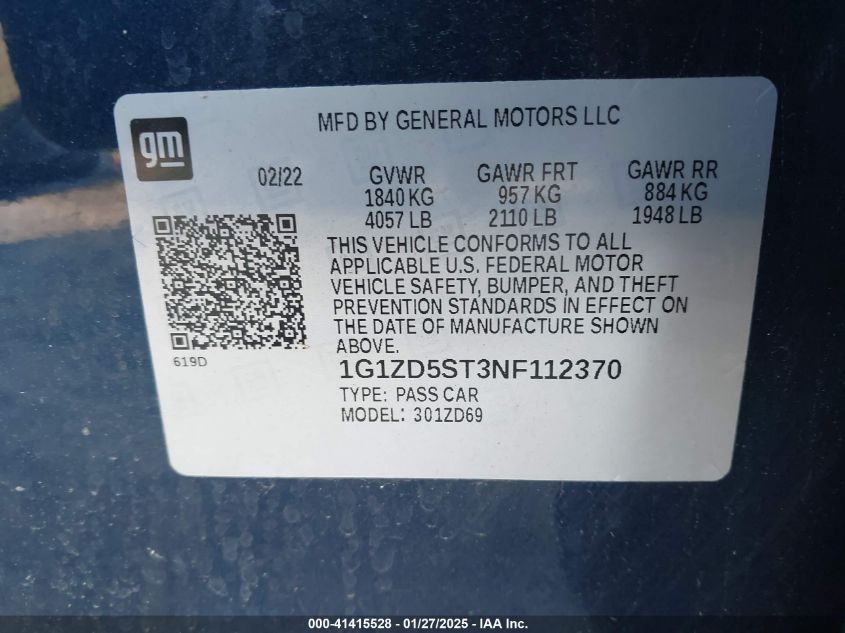 gm
MFD BY GENERAL MOTORS LLC
02/22 GVWR GAWR FRT GAWR RR
1840 KG 957 KG 884 KG
4057 LB 2110 LB 1948 LB
THIS VEHICLE CONFORMS TO ALL
APPLICABLE U.S. FEDERAL MOTOR
VEHICLE SAFETY, BUMPER, AND THEFT
PREVENTION STANDARDS IN EFFECT ON
THE DATE OF MANUFACTURE SHOWN
ABOVE.
619D
1G1ZD5ST3NF112370
TYPE: PASS CAR
MODEL: 301ZD69
000-41415528 - 01/27/2025 - IAA Inc.